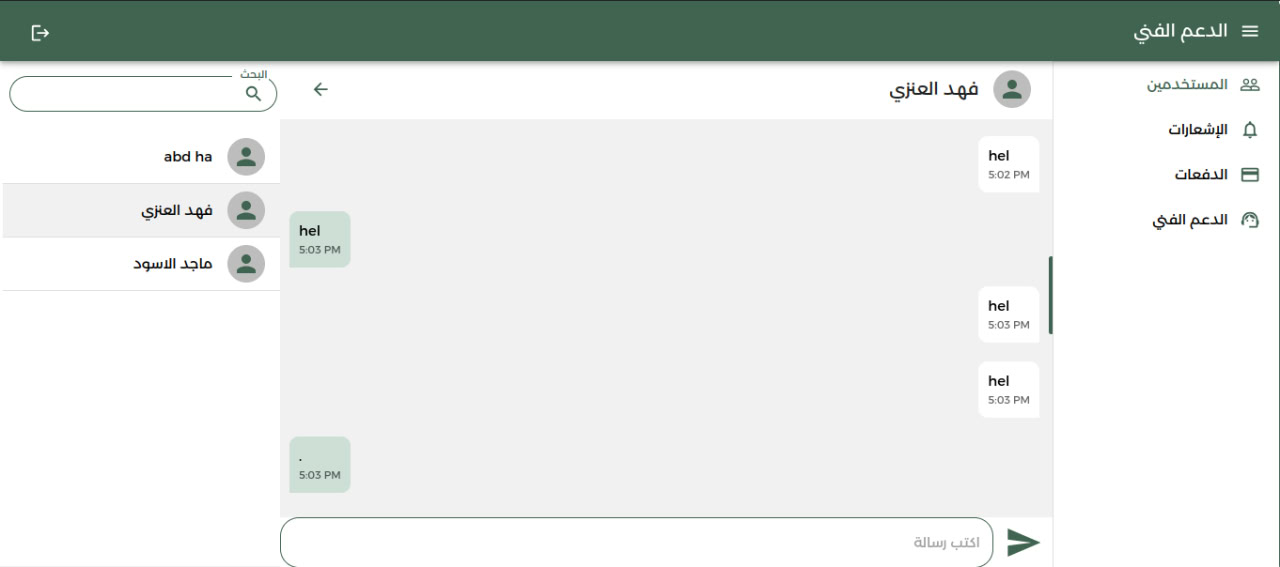 الدعم الفني
المستخدمين
الإشعارات
الدفعات
الدعم الفني
فهد العنزي
hel
5:02 PM
hel
5:03 PM
hel
5:03 PM
hel
5:03 PM
.
5:03 PM
اكتب رسالة
البحث
abd ha
فهد العنزي
ماجد الاسود